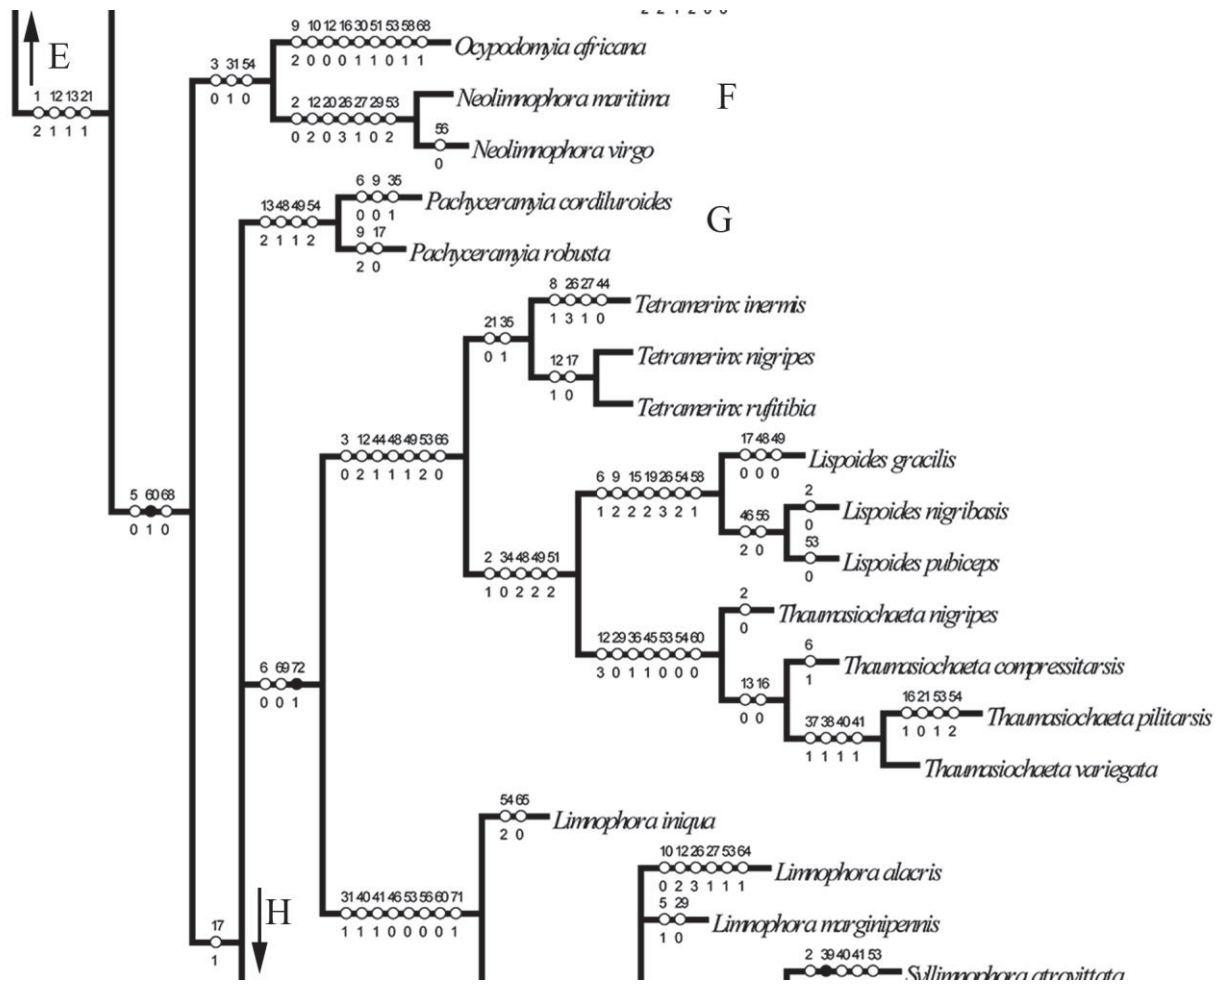 E
1 12 13 21
2 1 1 1
3 31 54
0 1 0
9 10 12 16 30 51 53 58 68
2 0 0 0 1 1 0 1 1
Ocypodomyia africana
2 12 20 26 27 29 53
0 2 0 3 1 0 2
Neolimnophora maritima
F
56
0
Neolimnophora virgo
13 48 49 54
2 1 1 2
6 9 35
0 0 1
Pachyceramyia cordiluroides
G
9 17
2 0
Pachyceramyia robusta
21 35
0 1
8 26 27 44
1 3 1 0
Tetramerinx inermis
12 17
1 0
Tetramerinx nigripes
Tetramerinx rufitibia
3 12 44 48 49 53 66
0 2 1 1 1 2 0
6 9 15 19 26 54 58
1 2 2 2 3 2 1
17 48 49
0 0 0
Lispoides gracilis
5 60 68
0 1 0
46 56
2 0
2
0
Lispoides nigribasis
53
0
Lispoides pubiceps
2 34 48 49 51
1 0 2 2 2
2
0
Thaumasiochaeta nigripes
12 29 36 45 53 54 60
3 0 1 1 0 0 0
6
1
Thaumasiochaeta compressitarsis
6 69 72
0 0 1
13 16
0 0
37 38 40 41
1 1 1 1
16 21 53 54
1 0 1 2
Thaumasiochaeta pilitarsis
Thaumasiochaeta variegata
54 65
2 0
Limnophora iniqua
10 12 26 27 53 64
0 2 3 1 1 1
Limnophora alacris
31 40 41 46 53 56 60 71
1 1 1 0 0 0 0 1
H
17
1
5 29
1 0
Limnophora marginipennis
2 39 40 41 53
Syllimnophora atrovittata